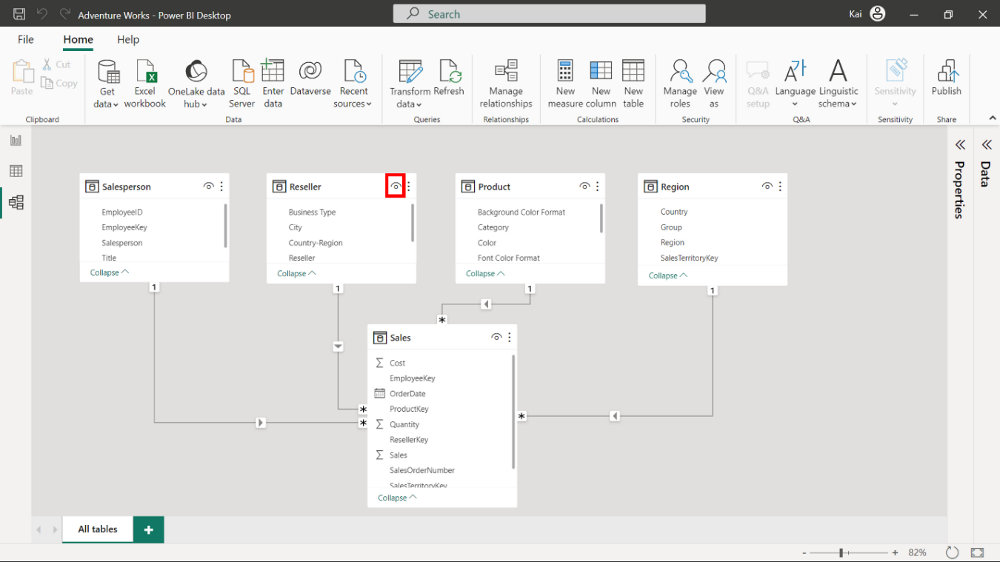 Adventure Works - Power BI Desktop
Search
Kai
File
Home
Help
Paste
Cut
Copy
Clipboard
Get data
Excel workbook
OneLake data hub
SQL Server
Enter data
Dataverse
Recent sources
Data
Transform data
Refresh
Queries
Manage relationships
Relationships
New measure
New column
New table
Calculations
Manage roles
View as
Security
Q&A setup
Language
Linguistic schema
Q&A
Sensitivity
Sensitivity
Publish
Share
Salesperson
EmployeeID
EmployeeKey
Salesperson
Title
Collapse
1
Reseller
Business Type
City
Country-Region
Reseller
Collapse
1
Product
Background Color Format
Category
Color
Font Color Format
Collapse
1
Region
Country
Group
Region
SalesTerritoryKey
Collapse
1
*
*
*
*
Sales
Σ Cost
EmployeeKey
OrderDate
ProductKey
Σ Quantity
ResellerKey
Σ Sales
SalesOrderNumber
SalesTerritoryKey
Collapse
Properties
Data
All tables
+
- + 82%